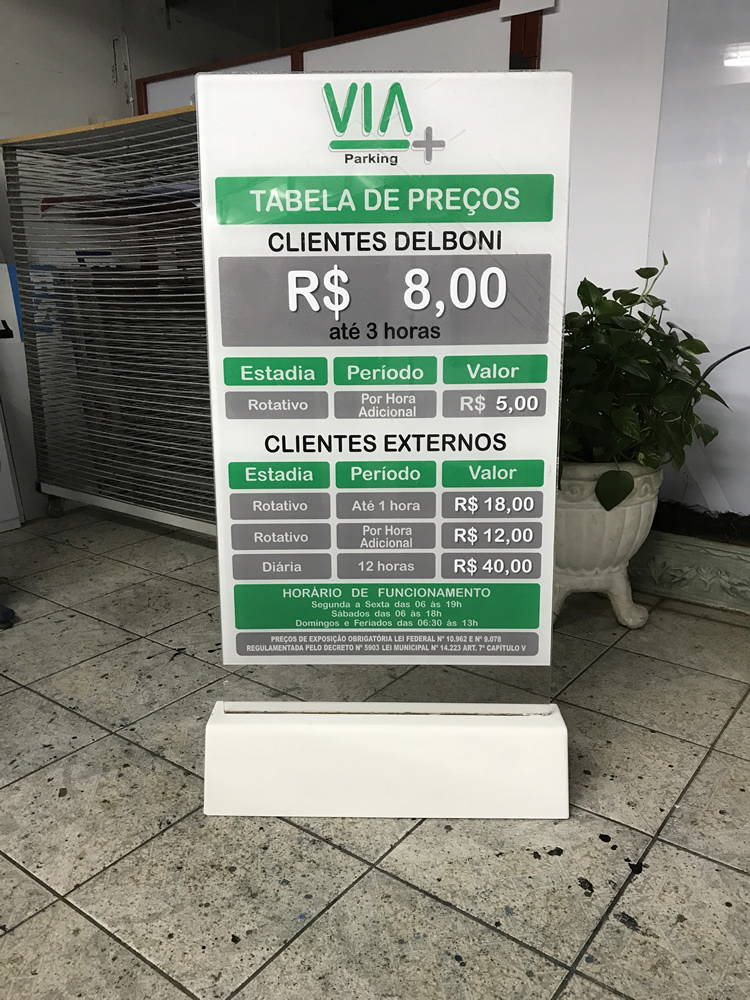 VIA+
Parking
TABELA DE PREÇOS
CLIENTES DELBONI
R$ 8,00
até 3 horas
Estadia Período Valor
Rotativo Por Hora Adicional R$ 5,00
CLIENTES EXTERNOS
Estadia Período Valor
Rotativo Até 1 hora R$ 18,00
Rotativo Por Hora Adicional R$ 12,00
Diária 12 horas R$ 40,00
HORÁRIO DE FUNCIONAMENTO
Segunda a Sexta das 06 às 19h
Sábados das 06 às 18h
Domingos e Feriados das 06:30 às 13h
PREÇOS DE EXPOSIÇÃO OBRIGATÓRIA LEI FEDERAL Nº 10.962 E Nº 9.078
REGULAMENTADA PELO DECRETO Nº 5903 LEI MUNICIPAL Nº 14.223 ART. 7º CAPÍTULO V